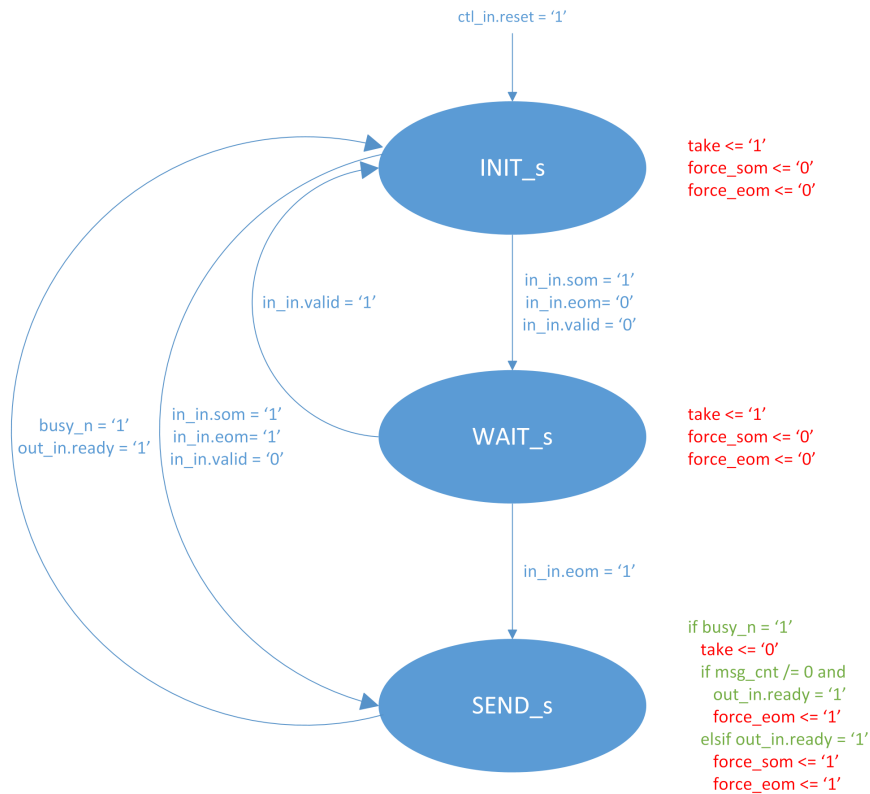 ctl_in.reset = ‘1’
INIT_s
take <= ‘1’
force_som <= ‘0’
force_eom <= ‘0’
in_in.valid = ‘1’
in_in.som = ‘1’
in_in.eom= ‘0’
in_in.valid = ‘0’
busy_n = ‘1’
out_in.ready = ‘1’
in_in.som = ‘1’
in_in.eom= ‘1’
in_in.valid = ‘0’
WAIT_s
take <= ‘1’
force_som <= ‘0’
force_eom <= ‘0’
in_in.eom = ‘1’
SEND_s
if busy_n = ‘1’
take <= ‘0’
if msg_cnt /= 0 and
out_in.ready = ‘1’
force_eom <= ‘1’
elsif out_in.ready = ‘1’
force_som <= ‘1’
force_eom <= ‘1’